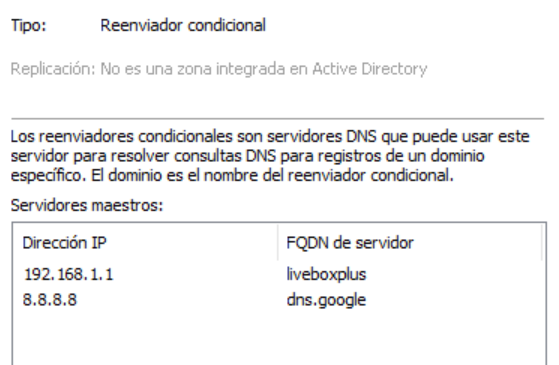 Tipo: Reenviador condicional
Replicación: No es una zona integrada en Active Directory
Los reenviadores condicionales son servidores DNS que puede usar este
servidor para resolver consultas DNS para registros de un dominio
específico. El dominio es el nombre del reenviador condicional.
Servidores maestros:
Dirección IP FQDN de servidor
192.168.1.1 liveboxplus
8.8.8.8 dns.google